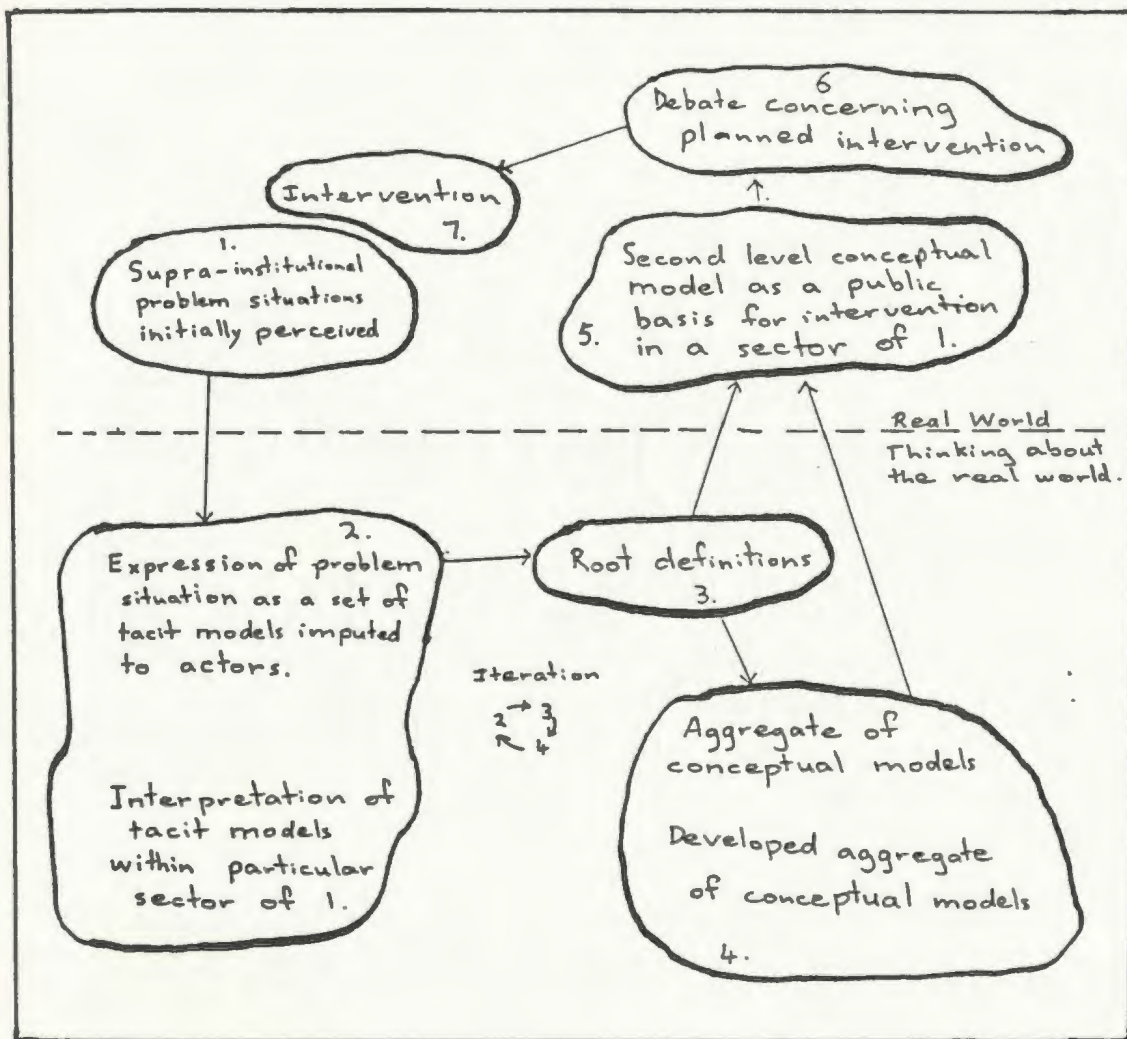 6
Debate concerning
planned intervention
Intervention
7.
1.
Supra-institutional
problem situations
initially perceived
Second level conceptual
model as a public
basis for intervention
5. in a sector of 1.
Real World
Thinking about
the real world.
2.
Expression of problem
situation as a set of
tacit models imputed
to actors.
Interpretation of
tacit models
within particular
sector of 1.
Root definitions
3.
Iteration
2 3
4
Aggregate of
conceptual models
Developed aggregate
of conceptual models
4.